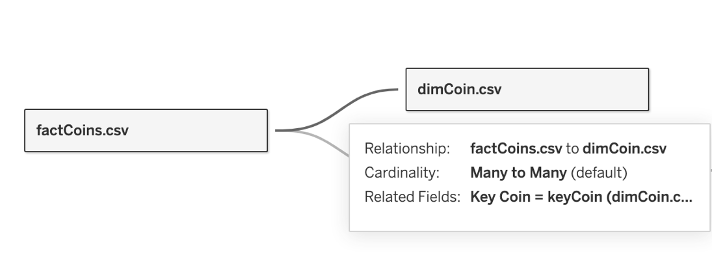 dimCoin.csv
factCoins.csv
Relationship: factCoins.csv to dimCoin.csv
Cardinality: Many to Many (default)
Related Fields: Key Coin = keyCoin (dimCoin.c...